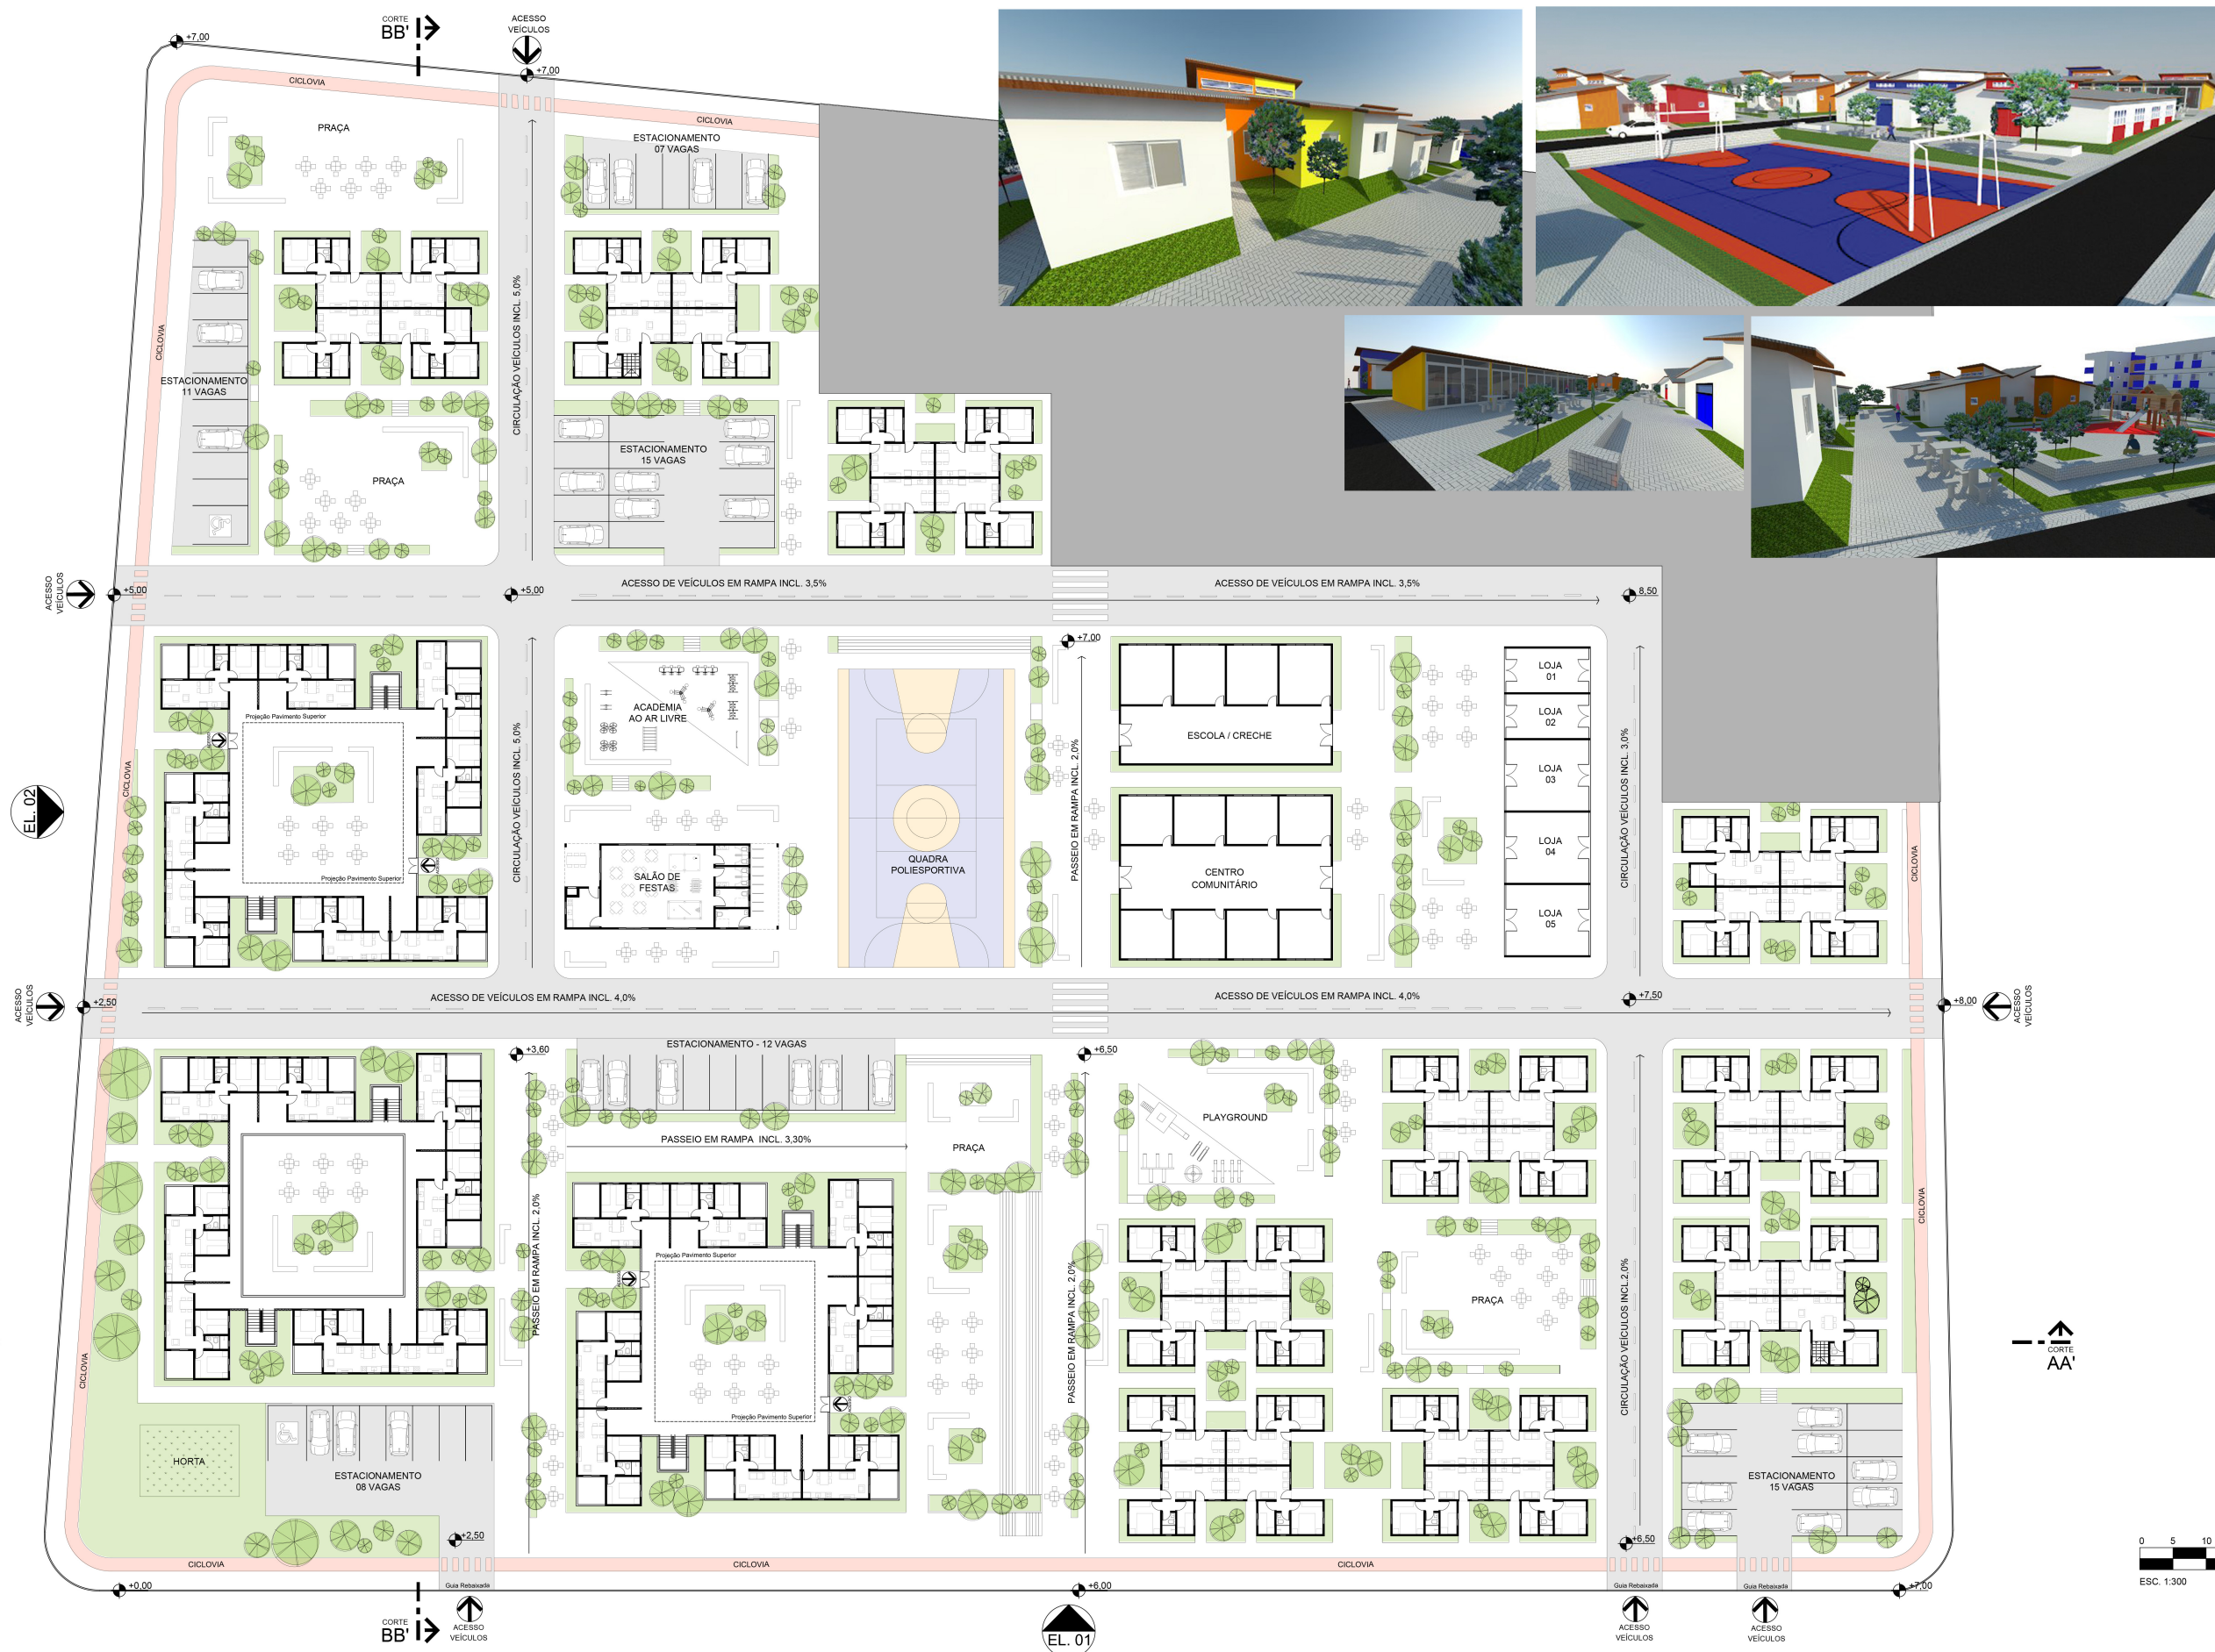 CORTE
BB'
ACESSO
VEÍCULOS
+7,00
+7,00
CICLOVIA
CICLOVIA
PRAÇA
ESTACIONAMENTO
07 VAGAS
CICLOVIA
CIRCULAÇÃO VEÍCULOS INCL. 5,0%
ESTACIONAMENTO
11 VAGAS
ESTACIONAMENTO
15 VAGAS
PRAÇA
ACESSO
VEÍCULOS
+5,00
+5,00
ACESSO DE VEÍCULOS EM RAMPA INCL. 3,5%
ACESSO DE VEÍCULOS EM RAMPA INCL. 3,5%
8,50
+7,00
Projeção Pavimento Superior
ACADEMIA
AO AR LIVRE
ESCOLA / CRECHE
LOJA
01
LOJA
02
LOJA
03
LOJA
04
LOJA
05
CICLOVIA
EL. 02
CIRCULAÇÃO VEÍCULOS INCL. 5,0%
PASSEIO EM RAMPA INCL. 2,0%
CIRCULAÇÃO VEÍCULOS INCL. 3,0%
CICLOVIA
Projeção Pavimento Superior
SALÃO DE
FESTAS
QUADRA
POLIESPORTIVA
CENTRO
COMUNITÁRIO
ACESSO
VEÍCULOS
+2,50
ACESSO DE VEÍCULOS EM RAMPA INCL. 4,0%
ACESSO DE VEÍCULOS EM RAMPA INCL. 4,0%
+7,50
+8,00
ACESSO
VEÍCULOS
+3,60
ESTACIONAMENTO - 12 VAGAS
+6,50
PLAYGROUND
PASSEIO EM RAMPA INCL. 3,30%
PRAÇA
CICLOVIA
PASSEIO EM RAMPA INCL. 2,0%
Projeção Pavimento Superior
PASSEIO EM RAMPA INCL. 2,0%
PRAÇA
CIRCULAÇÃO VEÍCULOS INCL.2,0%
CICLOVIA
CORTE
AA'
Projeção Pavimento Superior
HORTA
ESTACIONAMENTO
08 VAGAS
ESTACIONAMENTO
15 VAGAS
+2,50
+6,50
CICLOVIA
CICLOVIA
CICLOVIA
0 5 10
ESC. 1:300
+0,00
Guia Rebaixada
+6,00
Guia Rebaixada
Guia Rebaixada
+7,00
CORTE
BB'
ACESSO
VEÍCULOS
EL. 01
ACESSO
VEÍCULOS
ACESSO
VEÍCULOS